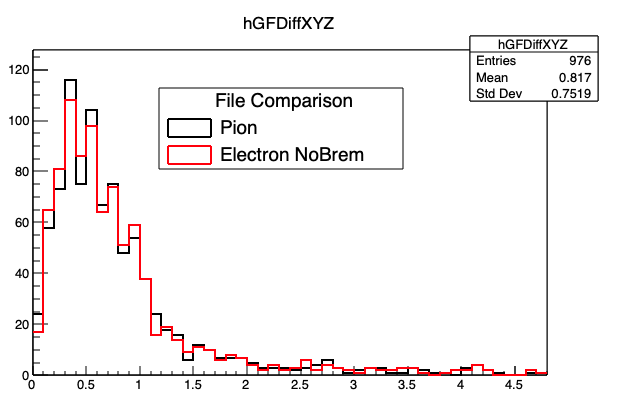 hGFDiffXYZ
hGFDiffXYZ
Entries 976
Mean 0.817
Std Dev 0.7519
File Comparison
Pion
Electron NoBrem
120
100
80
60
40
20
0
0 0.5 1 1.5 2 2.5 3 3.5 4 4.5